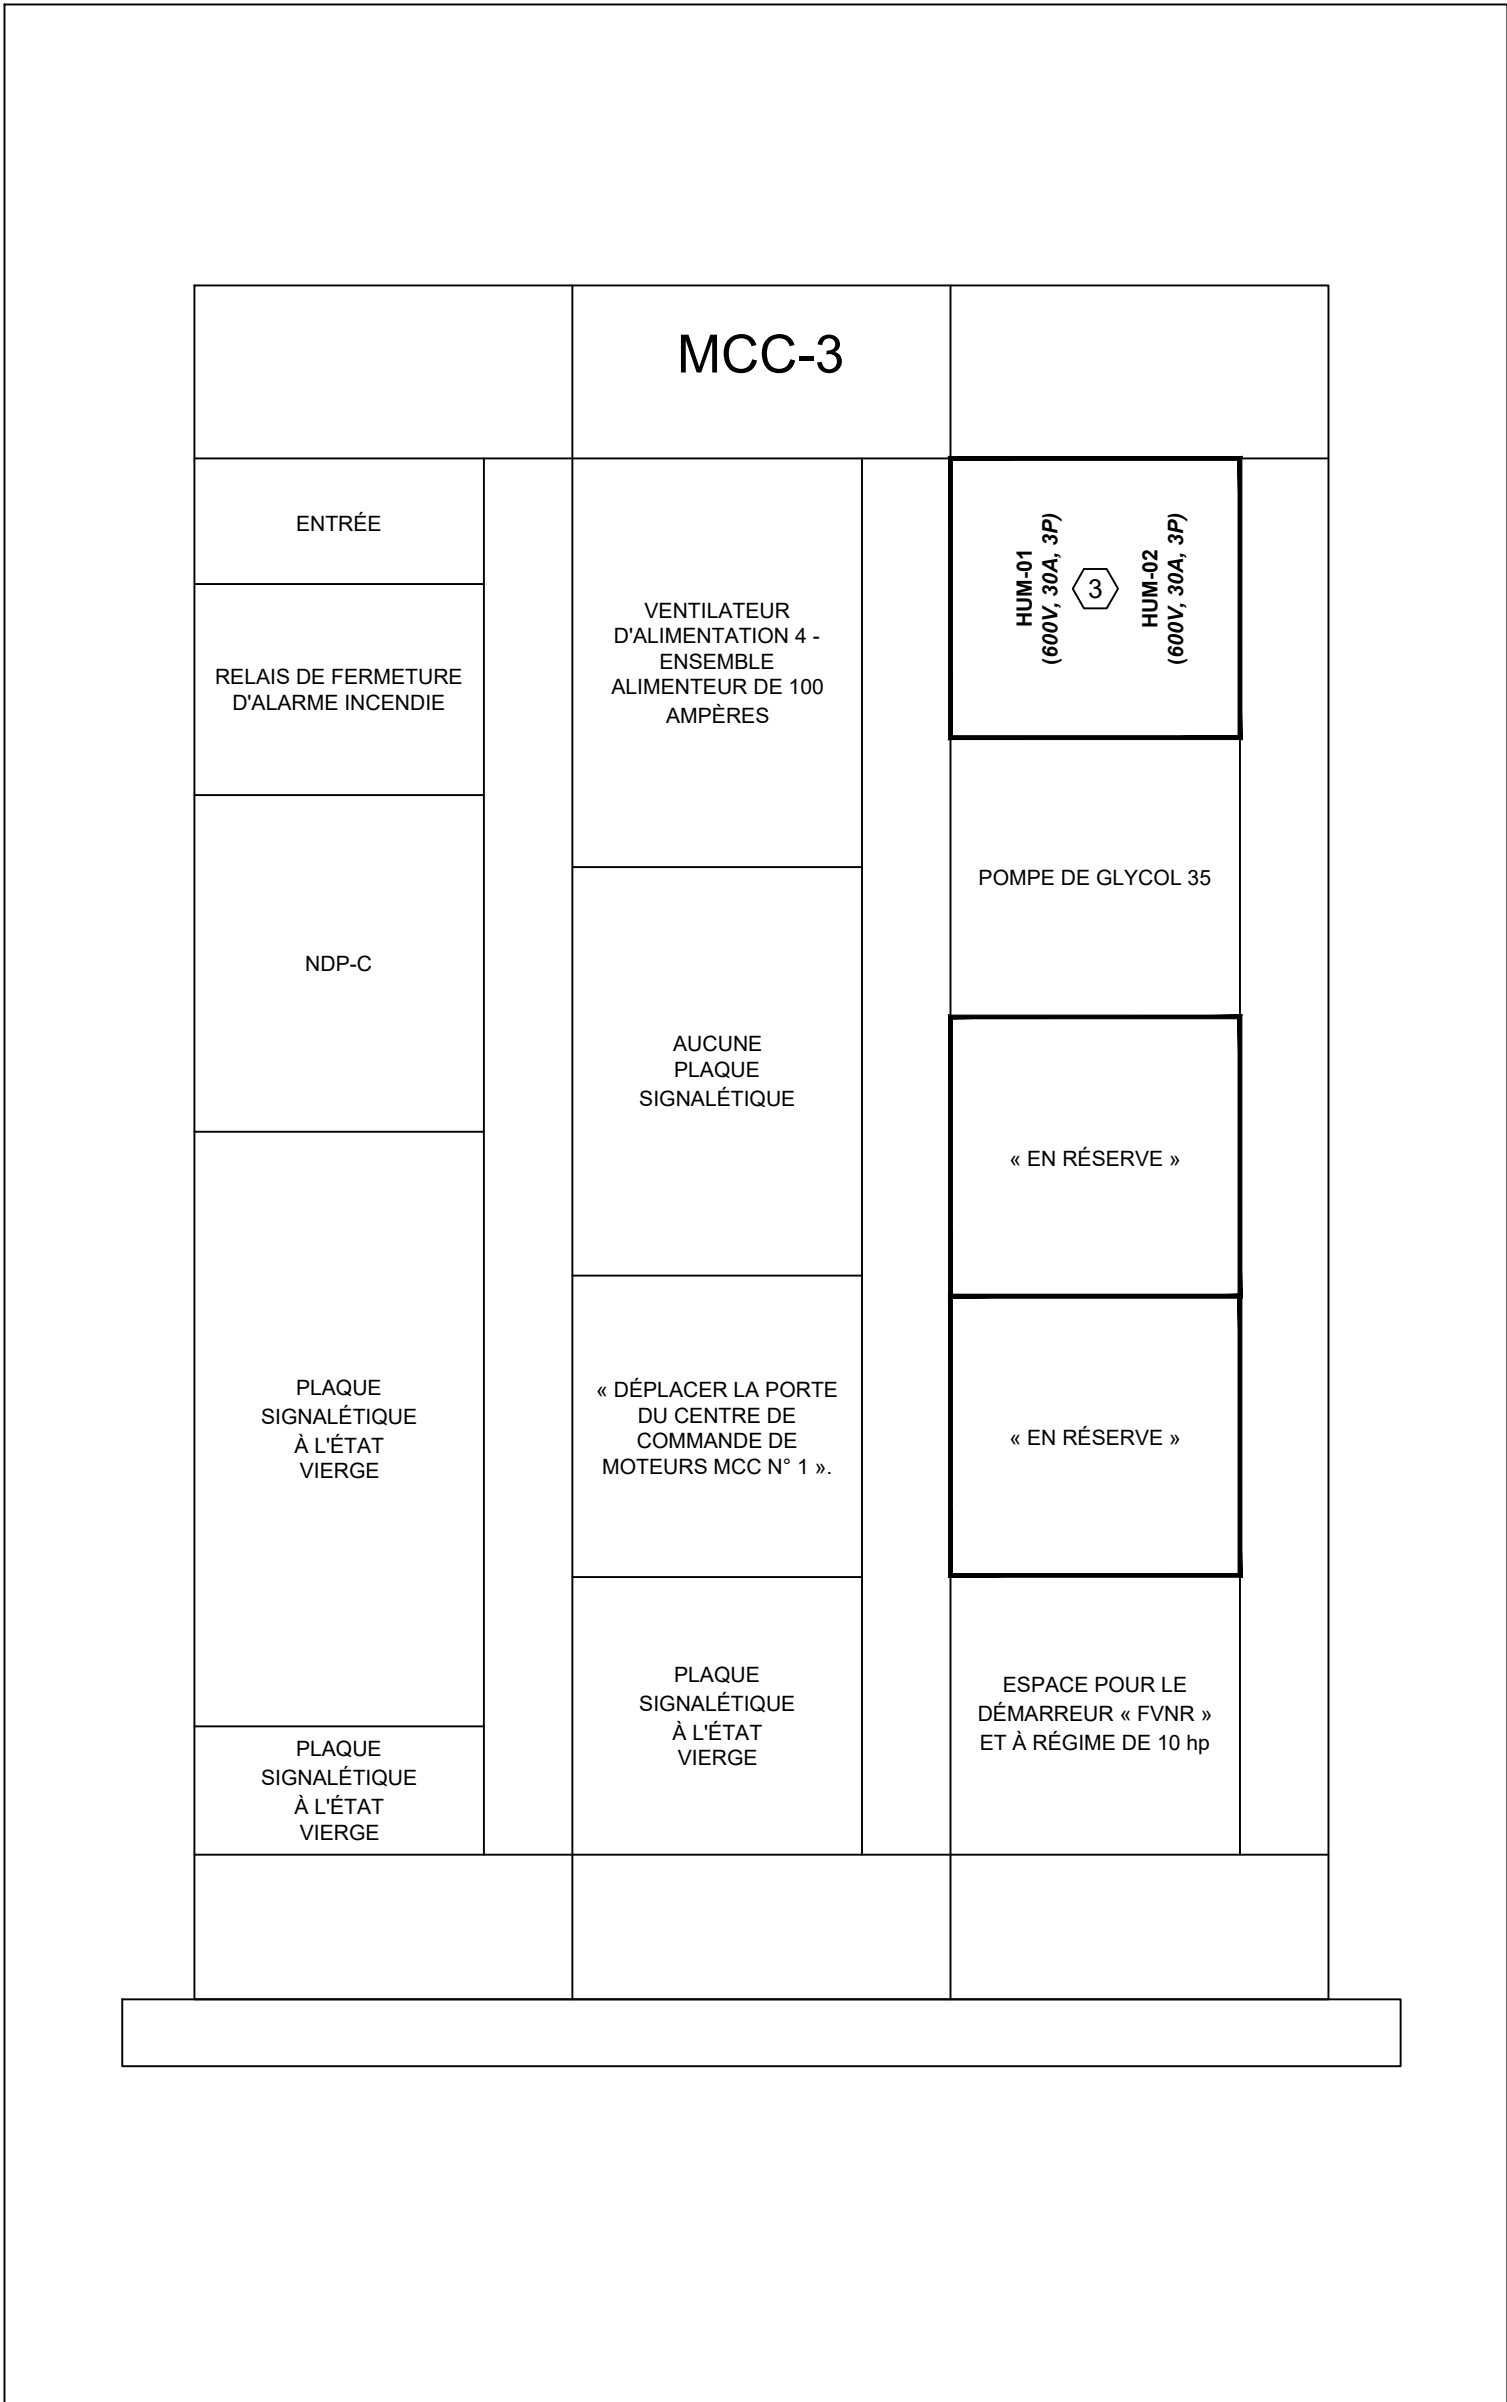 MCC-3
ENTRÉE
RELAIS DE FERMETURE
D'ALARME INCENDIE
NDP-C
PLAQUE
SIGNALÉTIQUE
À L'ÉTAT
VIERGE
PLAQUE
SIGNALÉTIQUE
À L'ÉTAT
VIERGE
VENTILATEUR
D'ALIMENTATION 4 -
ENSEMBLE
ALIMENTEUR DE 100
AMPÈRES
AUCUNE
PLAQUE
SIGNALÉTIQUE
« DÉPLACER LA PORTE
DU CENTRE DE
COMMANDE DE
MOTEURS MCC N° 1 ».
PLAQUE
SIGNALÉTIQUE
À L'ÉTAT
VIERGE
HUM-01
(600V, 30A, 3P)
3
HUM-02
(600V, 30A, 3P)
POMPE DE GLYCOL 35
« EN RÉSERVE »
« EN RÉSERVE »
ESPACE POUR LE
DÉMARREUR « FVNR »
ET À RÉGIME DE 10 hp